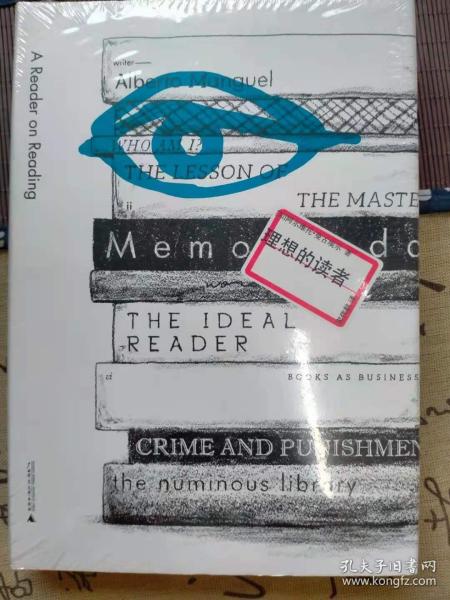 A Reader on Reading
writer
Alberto Manguel
WHO AM I?
THE LESSON OF
ii
THE MASTE
Memo
理想的读者
THE IDEAL
READER
BOOKS AS BUSINESS
CRIME AND PUNISHMEN
the numinous library
孔夫子旧书网
www.kongfz.com